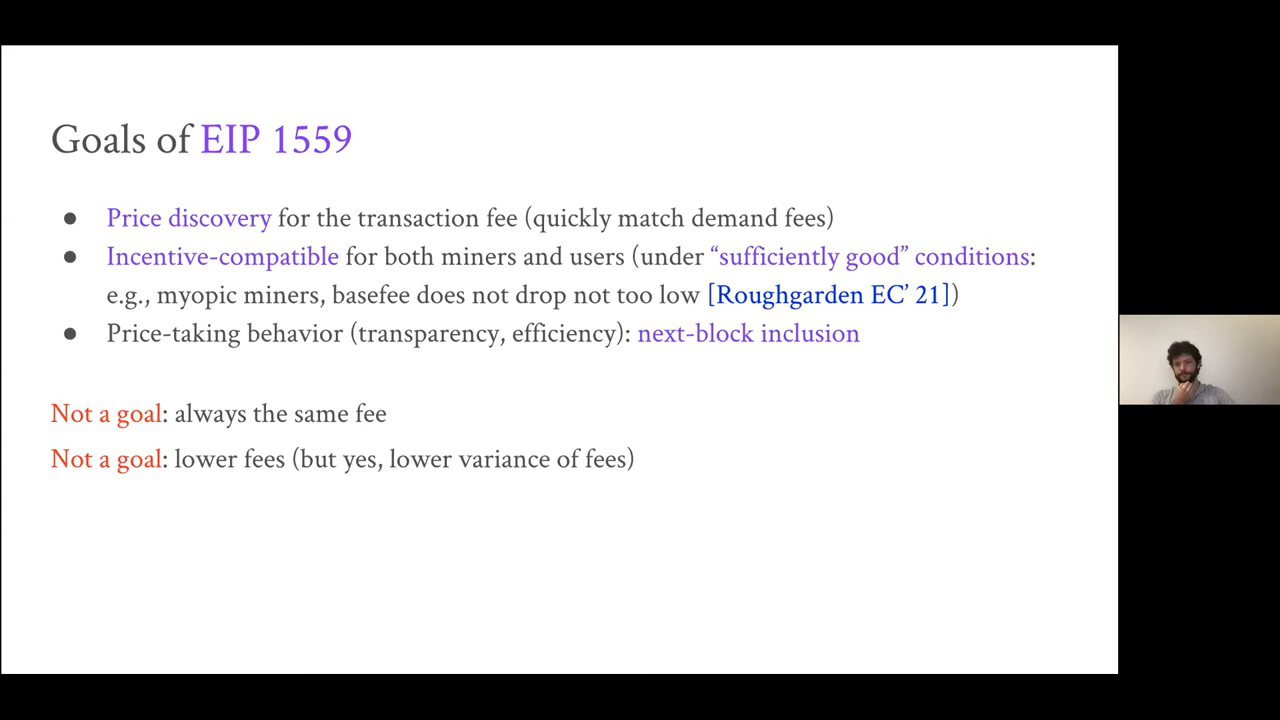 Goals of EIP 1559
● Price discovery for the transaction fee (quickly match demand fees)
● Incentive-compatible for both miners and users (under “sufficiently good” conditions:
e.g., myopic miners, basefee does not drop not too low [Roughgarden EC’ 21])
● Price-taking behavior (transparency, efficiency): next-block inclusion
Not a goal: always the same fee
Not a goal: lower fees (but yes, lower variance of fees)